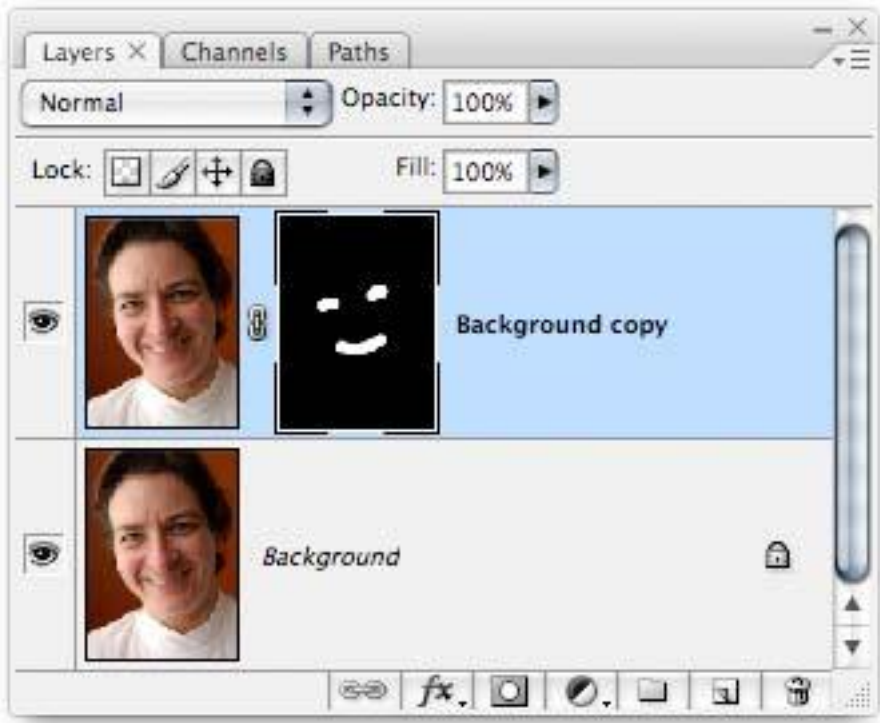 Layers Channels Paths
Normal Opacity: 100%
Lock: Fill: 100%
Background copy
Background
fx